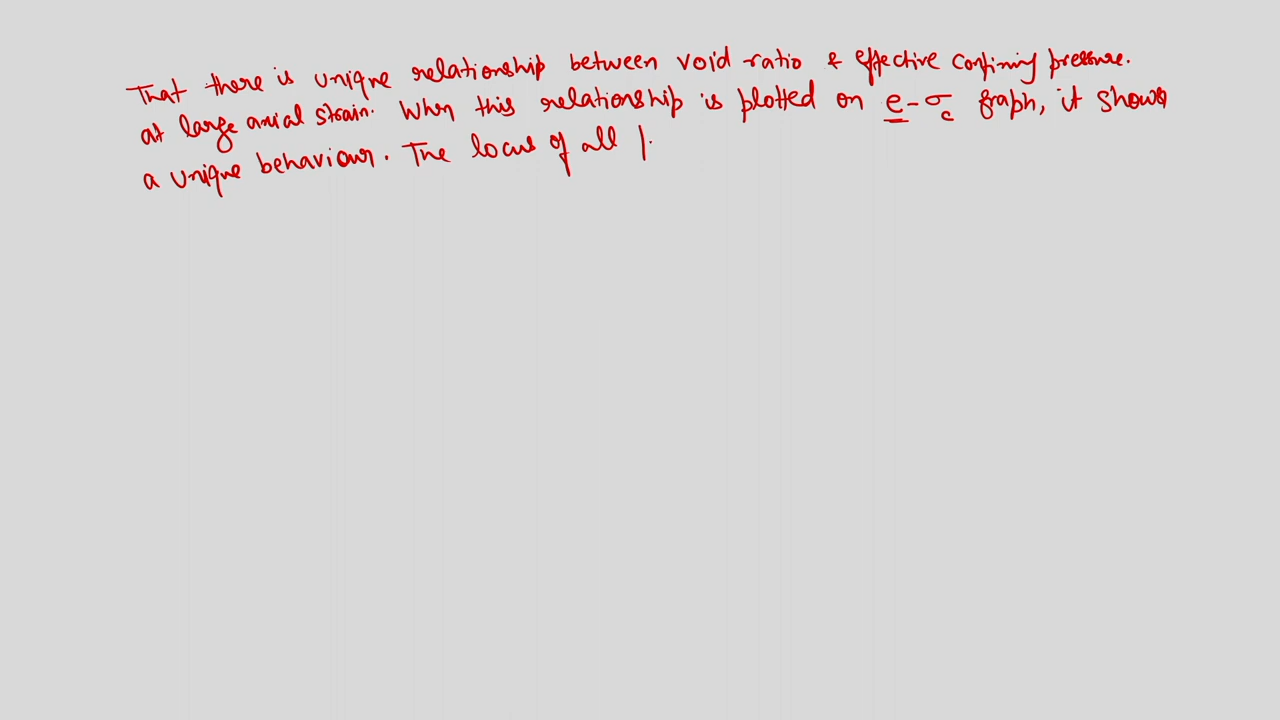 That there is unique relationship between void ratio & effective confining pressure.
at large axial strain. When this relationship is plotted on e-σc graph, it shows
a unique behaviour. The locus of all